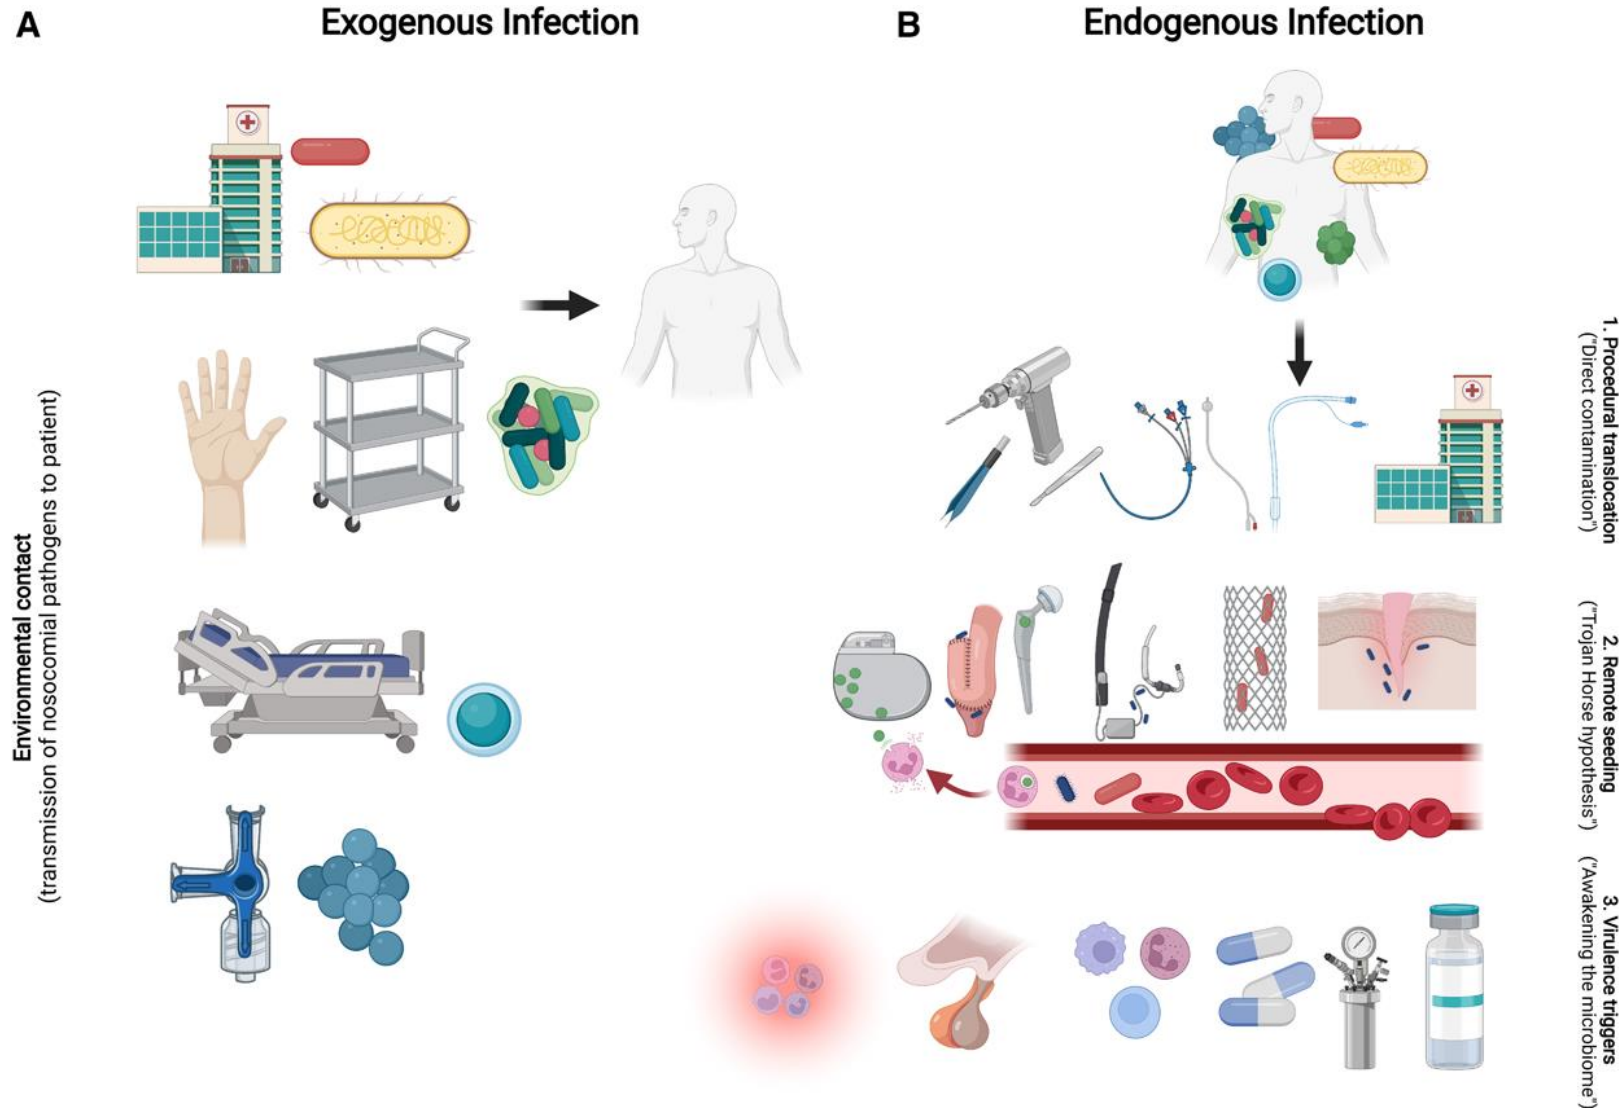 A
Exogenous Infection
B
Endogenous Infection
Environmental contact
(transmission of nosocomial pathogens to patient)
1. Procedural translocation
("Direct contamination")
2. Remote seeding
("Trojan Horse hypothesis")
3. Virulence triggers
("Awakening the microbiome")